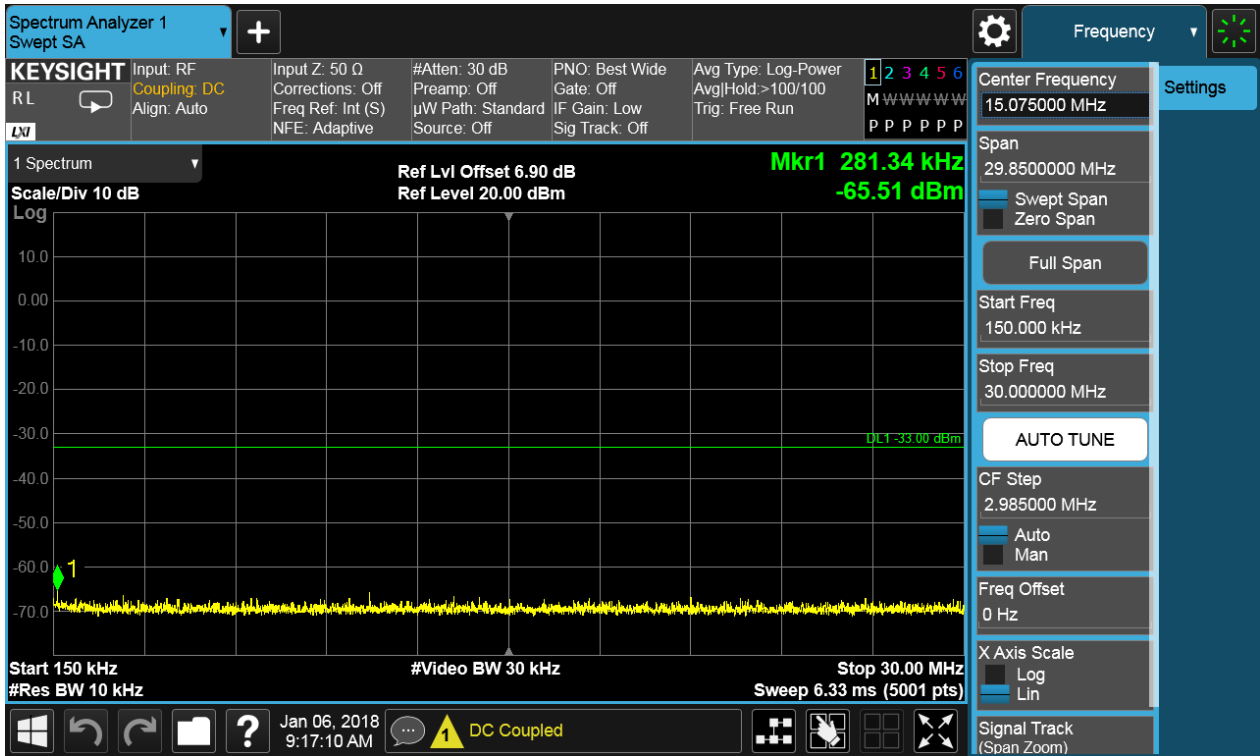 Spectrum Analyzer 1
Swept SA
Frequency
KEYSIGHT
RL
LXI
Input: RF
Coupling: DC
Align: Auto
Input Z: 50 Ω
Corrections: Off
Freq Ref: Int (S)
NFE: Adaptive
#Atten: 30 dB
Preamp: Off
µW Path: Standard
Source: Off
PNO: Best Wide
Gate: Off
IF Gain: Low
Sig Track: Off
Avg Type: Log-Power
Avg|Hold:>100/100
Trig: Free Run
1 2 3 4 5 6
M W W W W W
P P P P P P
1 Spectrum
Scale/Div 10 dB
Log
Ref Lvl Offset 6.90 dB
Ref Level 20.00 dBm
Mkr1 281.34 kHz
-65.51 dBm
10.0
0.00
-10.0
-20.0
-30.0
DL1 -33.00 dBm
-40.0
-50.0
-60.0
1
-70.0
Start 150 kHz
#Video BW 30 kHz
Stop 30.00 MHz
#Res BW 10 kHz
Sweep 6.33 ms (5001 pts)
Center Frequency
15.075000 MHz
Settings
Span
29.8500000 MHz
Swept Span
Zero Span
Full Span
Start Freq
150.000 kHz
Stop Freq
30.000000 MHz
AUTO TUNE
CF Step
2.985000 MHz
Auto
Man
Freq Offset
0 Hz
X Axis Scale
Log
Lin
Signal Track
(Span Zoom)
?
Jan 06, 2018
9:17:10 AM
1
DC Coupled